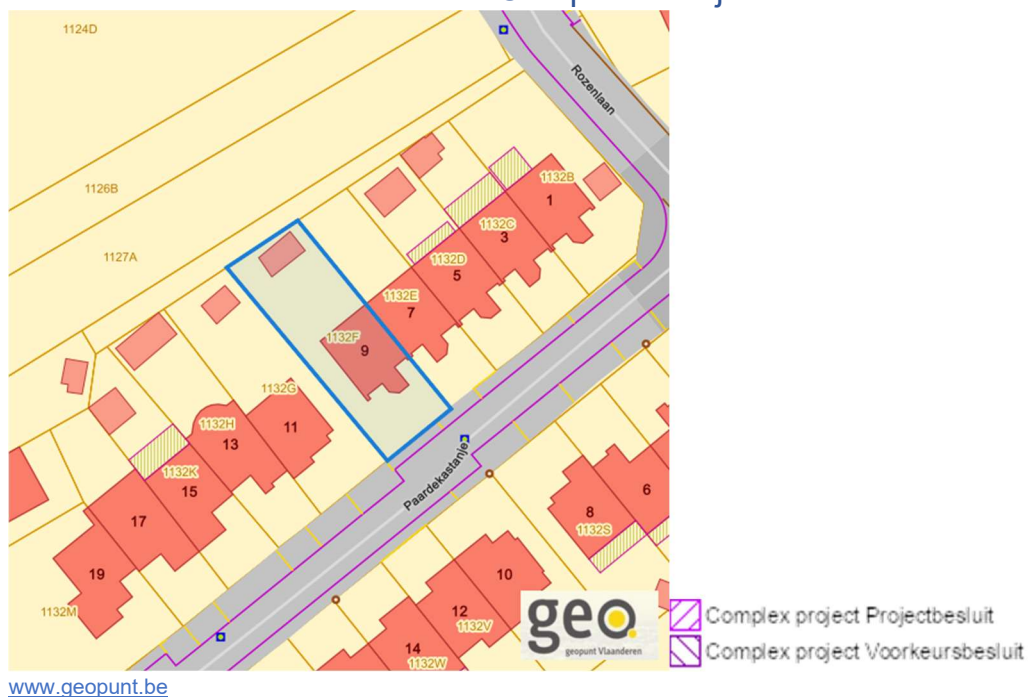 1124D
Rozenlaan
1126B
1132B
1
1132C
3
1127A
1132D
5
1132E
7
1132F
9
1132G
11
1132H
13
1132K
15
17
19
1132M
Paardekastanje
6
8
1132S
10
12
1132V
14
1132W
geo.
geopunt Vlaanderen
Complex project Projectbesluit
Complex project Voorkeursbesluit
www.geopunt.be